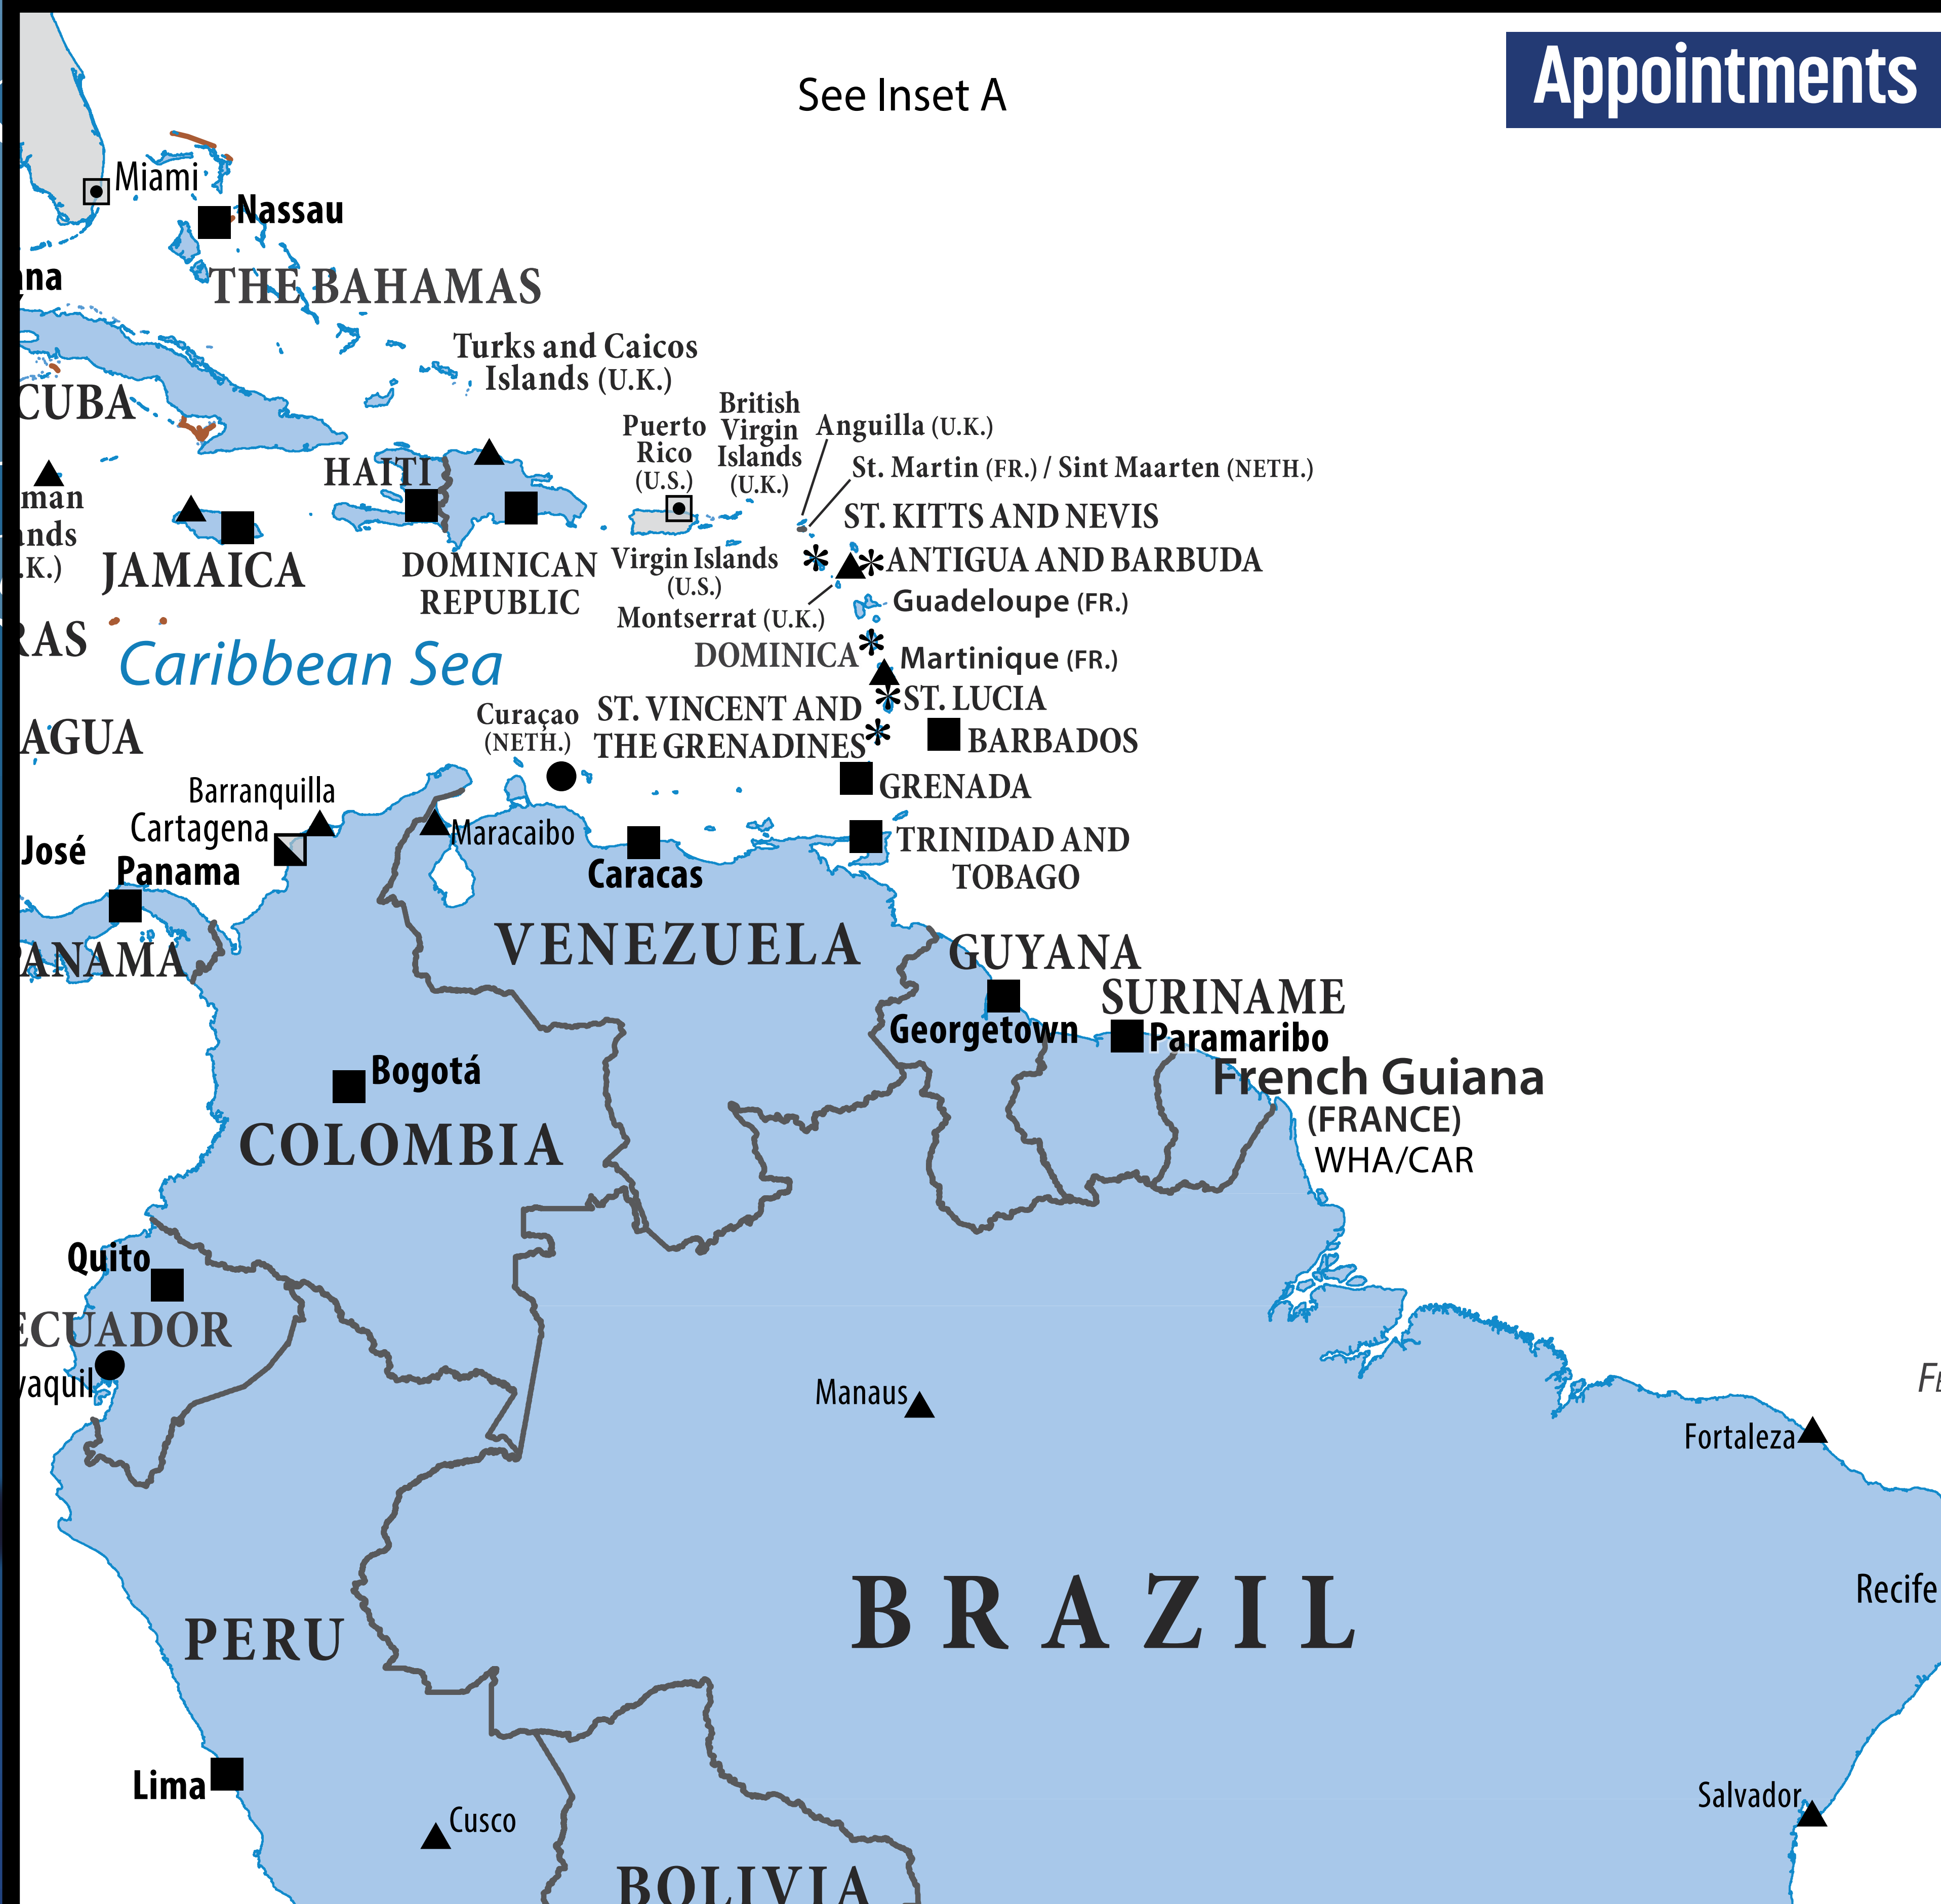 See Inset A
Appointments
Miami
Nassau
THE BAHAMAS
Turks and Caicos
Islands (U.K.)
CUBA
British
Virgin
Islands
(U.K.)
Puerto
Rico
(U.S.)
Anguilla (U.K.)
St. Martin (FR.) / Sint Maarten (NETH.)
HAITI
ST. KITTS AND NEVIS
JAMAICA
DOMINICAN
REPUBLIC
Virgin Islands
(U.S.)
ANTIGUA AND BARBUDA
Montserrat (U.K.)
Guadeloupe (FR.)
Caribbean Sea
DOMINICA
Martinique (FR.)
ST. LUCIA
Curaçao
(NETH.)
ST. VINCENT AND
THE GRENADINES
BARBADOS
GRENADA
Barranquilla
Cartagena
Maracaibo
Caracas
TRINIDAD AND
TOBAGO
José
Panama
PANAMA
VENEZUELA
GUYANA
Georgetown
SURINAME
Paramaribo
French Guiana
(FRANCE)
WHA/CAR
Bogotá
COLOMBIA
Quito
ECUADOR
yaquil
Manaus
Fortaleza
Recife
BRAZIL
PERU
Lima
Cusco
Salvador
BOLIVIA